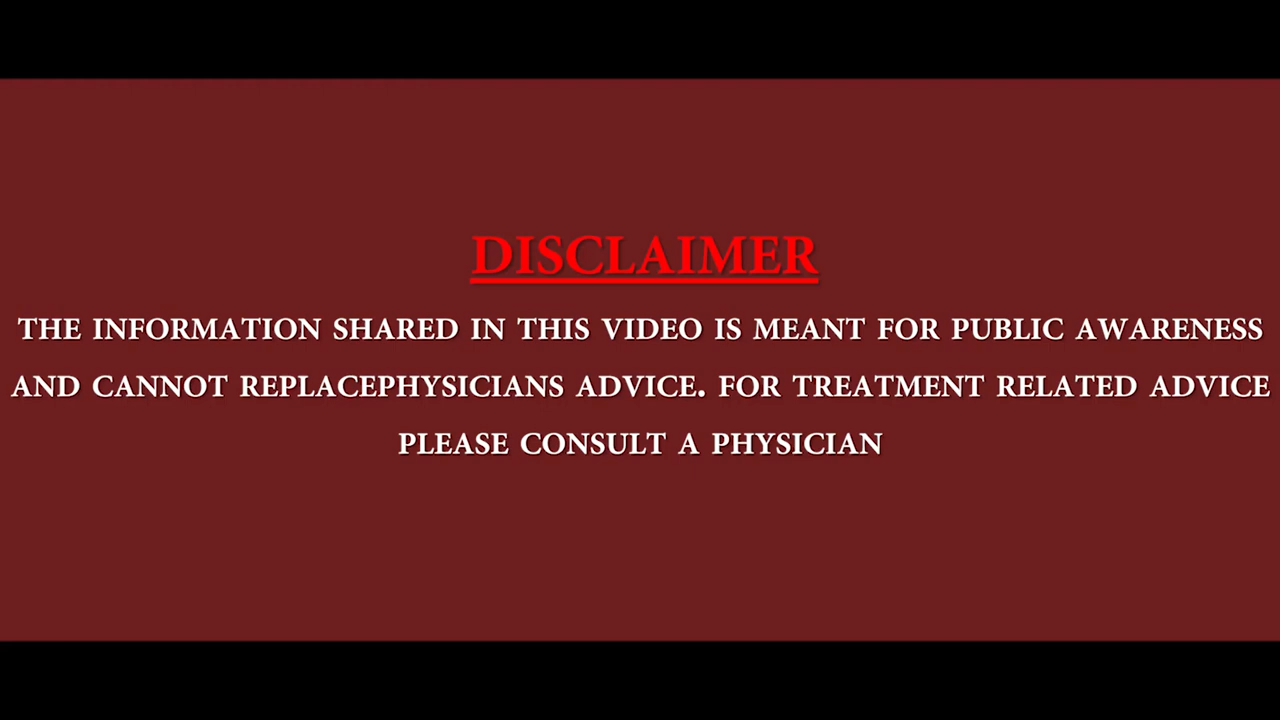 DISCLAIMER
THE INFORMATION SHARED IN THIS VIDEO IS MEANT FOR PUBLIC AWARENESS
AND CANNOT REPLACEPHYSICIANS ADVICE. FOR TREATMENT RELATED ADVICE
PLEASE CONSULT A PHYSICIAN